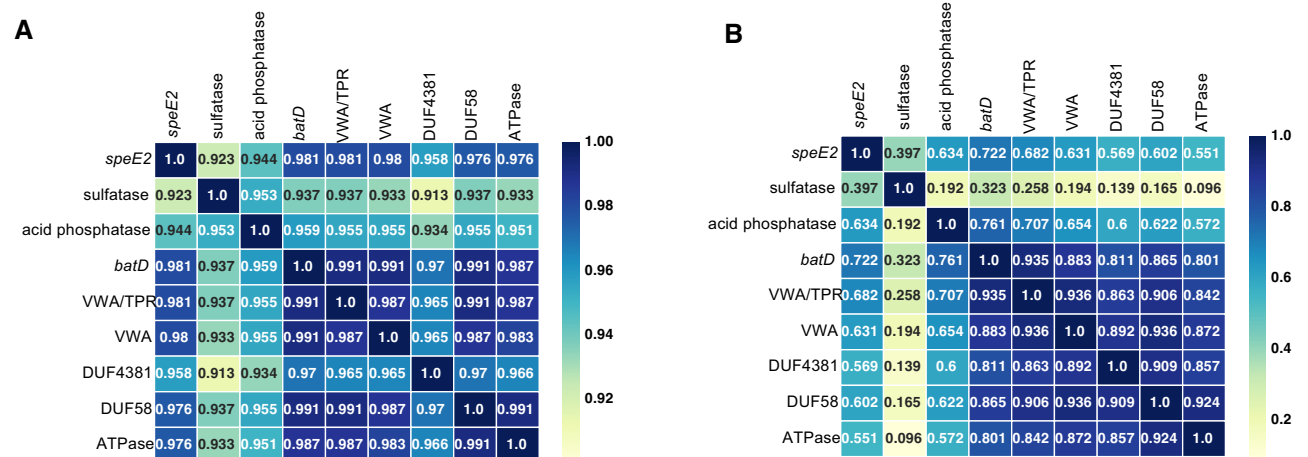 A
speE2 sulfatase acid phosphatase batD VWA/TPR VWA DUF4381 DUF58 ATPase
speE2 1.0 0.923 0.944 0.981 0.981 0.98 0.958 0.976 0.976
sulfatase 0.923 1.0 0.953 0.937 0.937 0.933 0.913 0.937 0.933
acid phosphatase 0.944 0.953 1.0 0.959 0.955 0.955 0.934 0.955 0.951
batD 0.981 0.937 0.959 1.0 0.991 0.991 0.97 0.991 0.987
VWA/TPR 0.981 0.937 0.955 0.991 1.0 0.987 0.965 0.991 0.987
VWA 0.98 0.933 0.955 0.991 0.987 1.0 0.965 0.987 0.983
DUF4381 0.958 0.913 0.934 0.97 0.965 0.965 1.0 0.97 0.966
DUF58 0.976 0.937 0.955 0.991 0.991 0.987 0.97 1.0 0.991
ATPase 0.976 0.933 0.951 0.987 0.987 0.983 0.966 0.991 1.0
1.00
0.98
0.96
0.94
0.92
B
speE2 sulfatase acid phosphatase batD VWA/TPR VWA DUF4381 DUF58 ATPase
speE2 1.0 0.397 0.634 0.722 0.682 0.631 0.569 0.602 0.551
sulfatase 0.397 1.0 0.192 0.323 0.258 0.194 0.139 0.165 0.096
acid phosphatase 0.634 0.192 1.0 0.761 0.707 0.654 0.6 0.622 0.572
batD 0.722 0.323 0.761 1.0 0.935 0.883 0.811 0.865 0.801
VWA/TPR 0.682 0.258 0.707 0.935 1.0 0.936 0.863 0.906 0.842
VWA 0.631 0.194 0.654 0.883 0.936 1.0 0.892 0.936 0.872
DUF4381 0.569 0.139 0.6 0.811 0.863 0.892 1.0 0.909 0.857
DUF58 0.602 0.165 0.622 0.865 0.906 0.936 0.909 1.0 0.924
ATPase 0.551 0.096 0.572 0.801 0.842 0.872 0.857 0.924 1.0
1.0
0.8
0.6
0.4
0.2